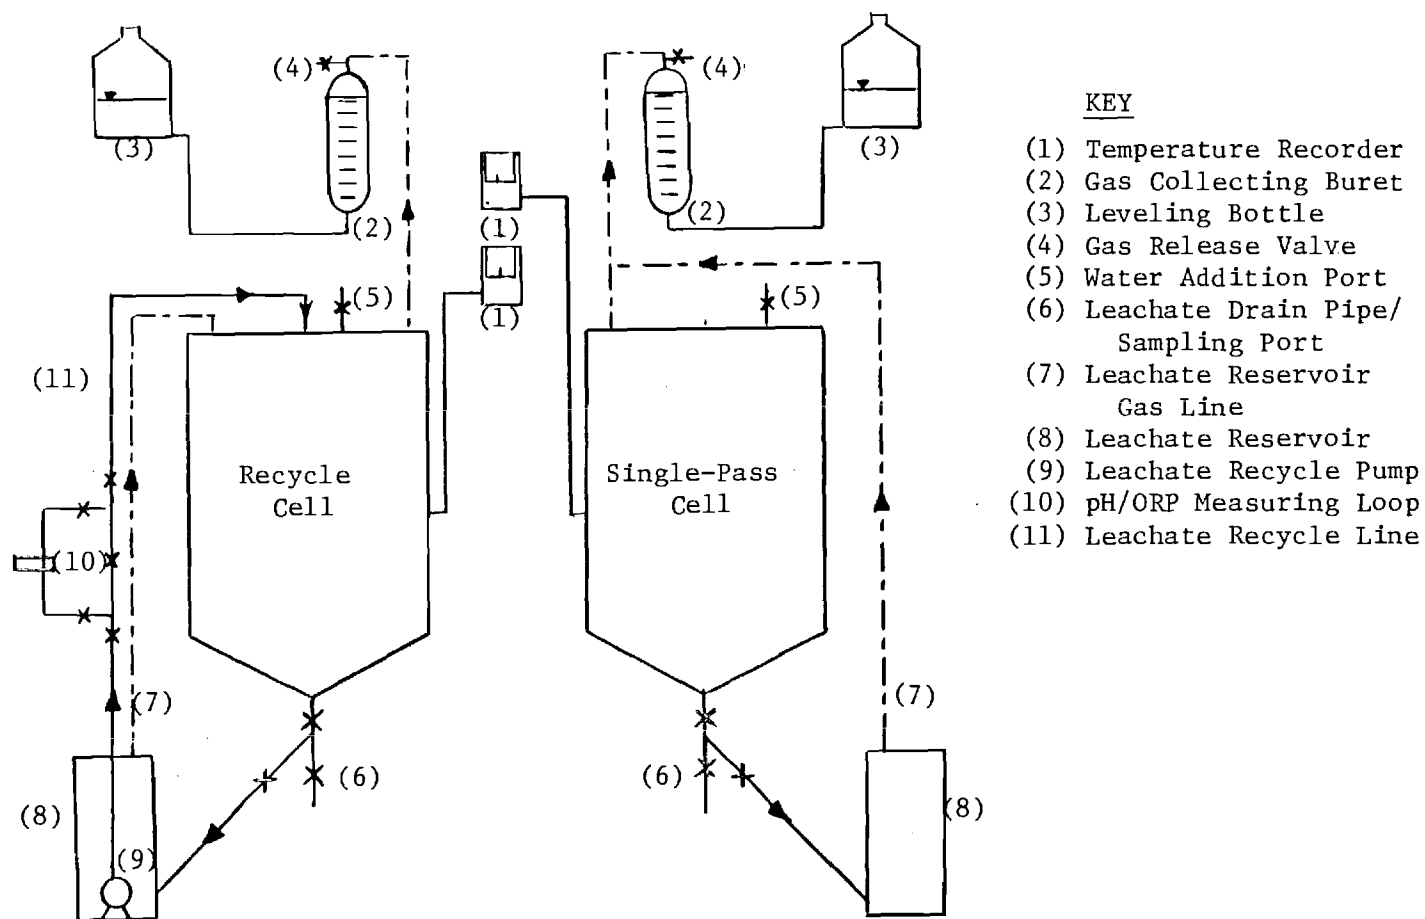 (4)
(4)
(3)
(3)
(2)
(2)
(1)
(1)
(5)
(5)
(11)
Recycle
Cell
Single-Pass
Cell
(10)
(7)
(7)
(6)
(6)
(8)
(8)
(9)
KEY
(1) Temperature Recorder
(2) Gas Collecting Buret
(3) Leveling Bottle
(4) Gas Release Valve
(5) Water Addition Port
(6) Leachate Drain Pipe/
Sampling Port
(7) Leachate Reservoir
Gas Line
(8) Leachate Reservoir
(9) Leachate Recycle Pump
(10) pH/ORP Measuring Loop
(11) Leachate Recycle Line